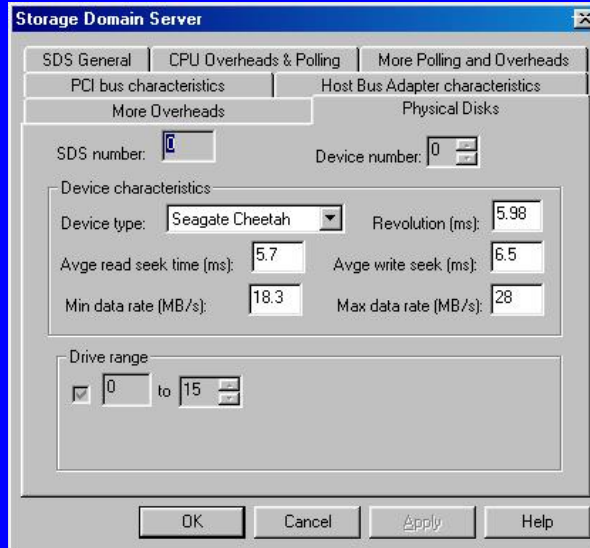 Storage Domain Server
SDS General CPU Overheads & Polling More Polling and Overheads
PCI bus characteristics Host Bus Adapter characteristics
More Overheads Physical Disks
SDS number: 0 Device number: 0
Device characteristics
Device type: Seagate Cheetah Revolution (ms): 5.98
Avge read seek time (ms): 5.7 Avge write seek (ms): 6.5
Min data rate (MB/s): 18.3 Max data rate (MB/s): 28
Drive range
0 to 15
OK Cancel Apply Help